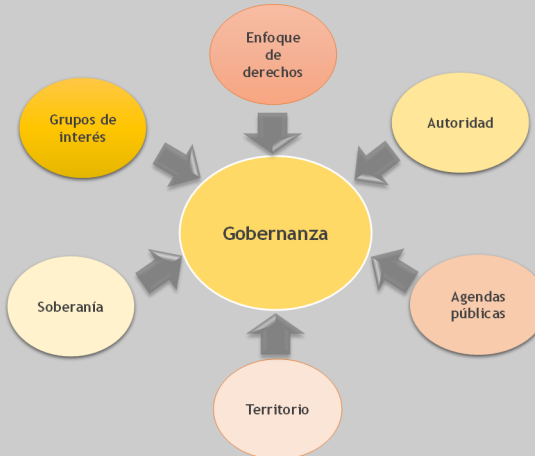 Enfoque
de
derechos
Grupos de
interés
Autoridad
Gobernanza
Soberanía
Agendas
públicas
Territorio